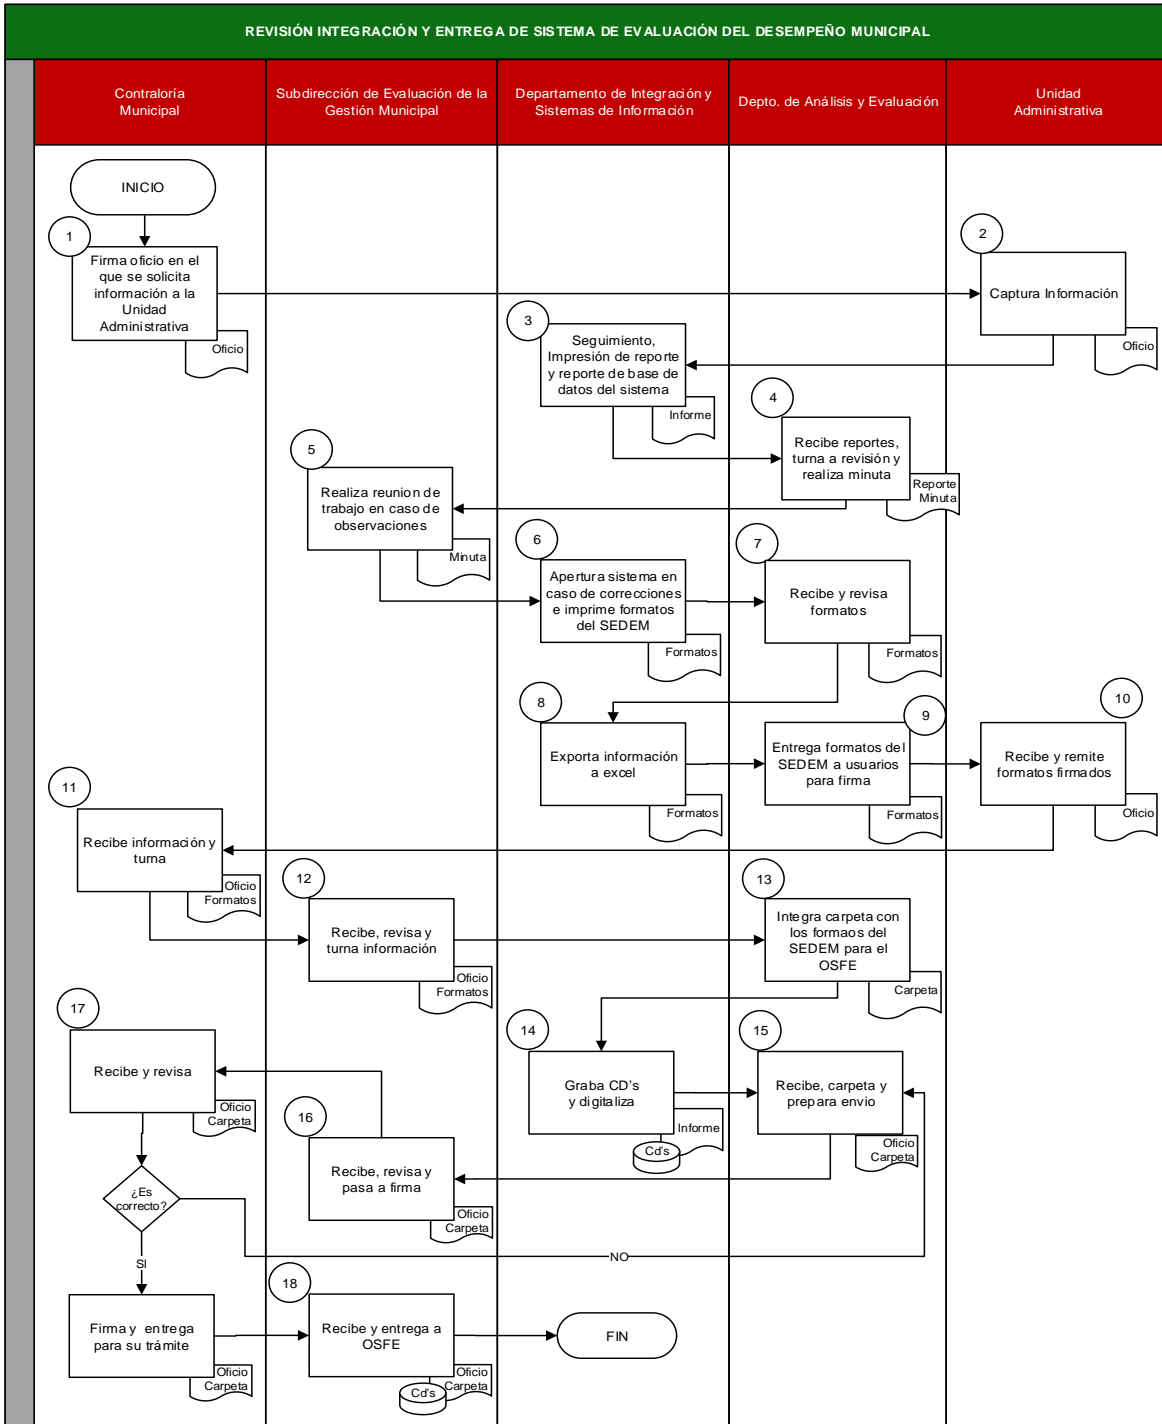 REVISIÓN INTEGRACIÓN Y ENTREGA DE SISTEMA DE EVALUACIÓN DEL DESEMPEÑO MUNICIPAL
Contraloría
Municipal
Subdirección de Evaluación de la
Gestión Municipal
Departamento de Integración y
Sistemas de Información
Depto. de Análisis y Evaluación
Unidad
Administrativa
INICIO
1
Firma oficio en el
que se solicita
información a la
Unidad
Administrativa
Oficio
2
Captura Información
Oficio
3
Seguimiento,
Impresión de reporte
y reporte de base de
datos del sistema
Informe
4
Recibe reportes,
turna a revisión y
realiza minuta
Reporte
Minuta
5
Realiza reunion de
trabajo en caso de
observaciones
Minuta
6
Apertura sistema en
caso de correcciones
e imprime formatos
del SEDEM
Formatos
7
Recibe y revisa
formatos
Formatos
8
Exporta información
a excel
Formatos
9
Entrega formatos del
SEDEM a usuarios
para firma
Formatos
10
Recibe y remite
formatos firmados
Oficio
11
Recibe información y
turna
Oficio
Formatos
12
Recibe, revisa y
turna información
Oficio
Formatos
13
Integra carpeta con
los formaos del
SEDEM para el
OSFE
Carpeta
14
Graba CD's
y digitaliza
Informe
Cd's
15
Recibe, carpeta y
prepara envio
Oficio
Carpeta
16
Recibe, revisa y
pasa a firma
Oficio
Carpeta
17
Recibe y revisa
Oficio
Carpeta
¿Es
correcto?
NO
SI
Firma y entrega
para su trámite
Oficio
Carpeta
18
Recibe y entrega a
OSFE
Oficio
Carpeta
Cd's
FIN